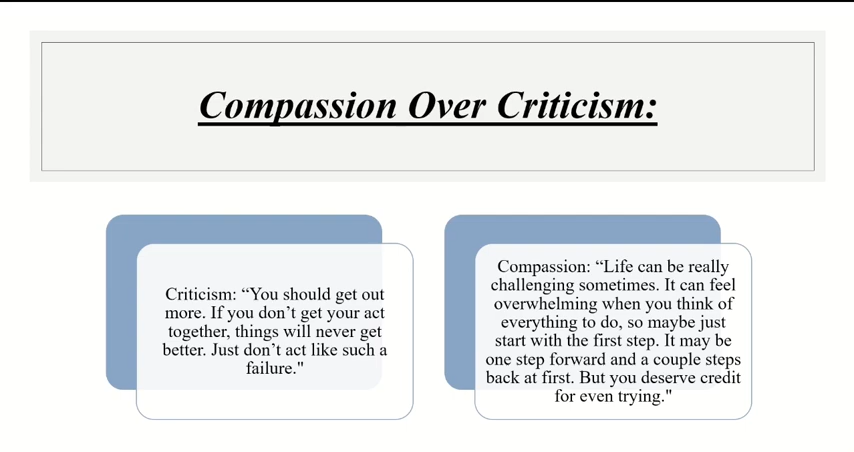 Compassion Over Criticism:
Criticism: “You should get out
more. If you don’t get your act
together, things will never get
better. Just don’t act like such a
failure."
Compassion: “Life can be really
challenging sometimes. It can feel
overwhelming when you think of
everything to do, so maybe just
start with the first step. It may be
one step forward and a couple steps
back at first. But you deserve credit
for even trying."